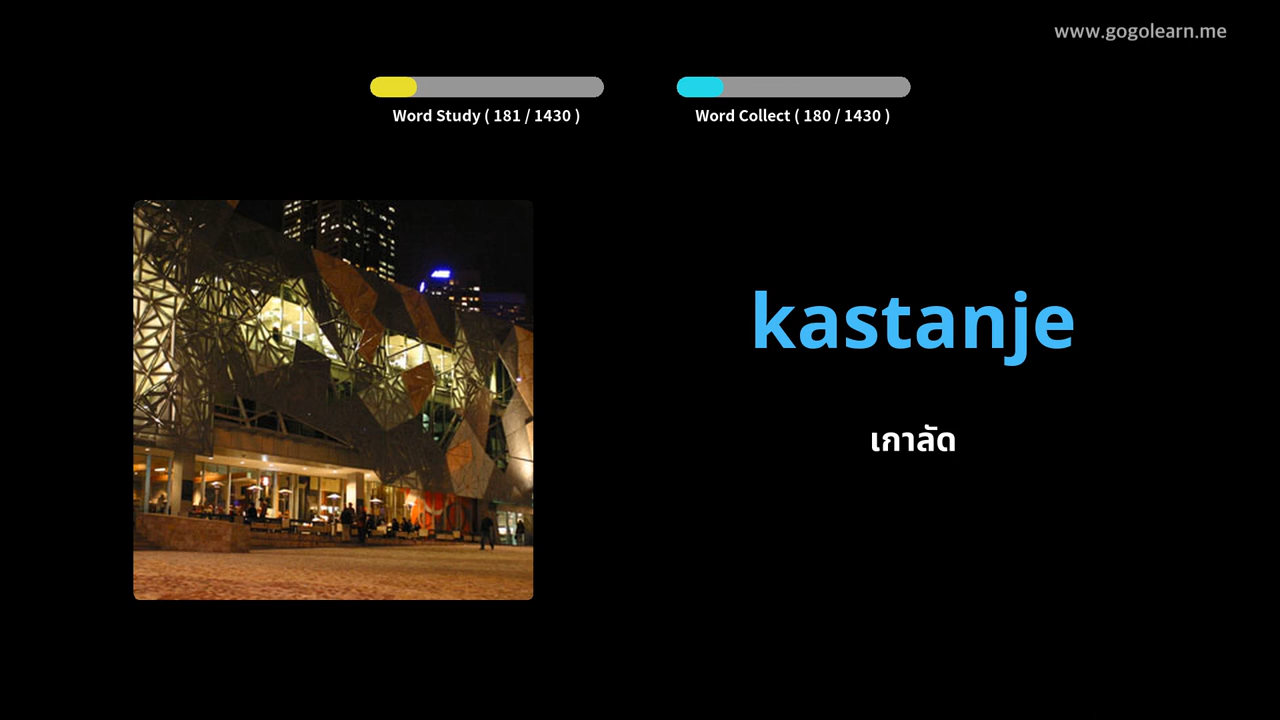 www.gogolearn.me
Word Study ( 181 / 1430 )
Word Collect ( 180 / 1430 )
kastanje
เกาลัด